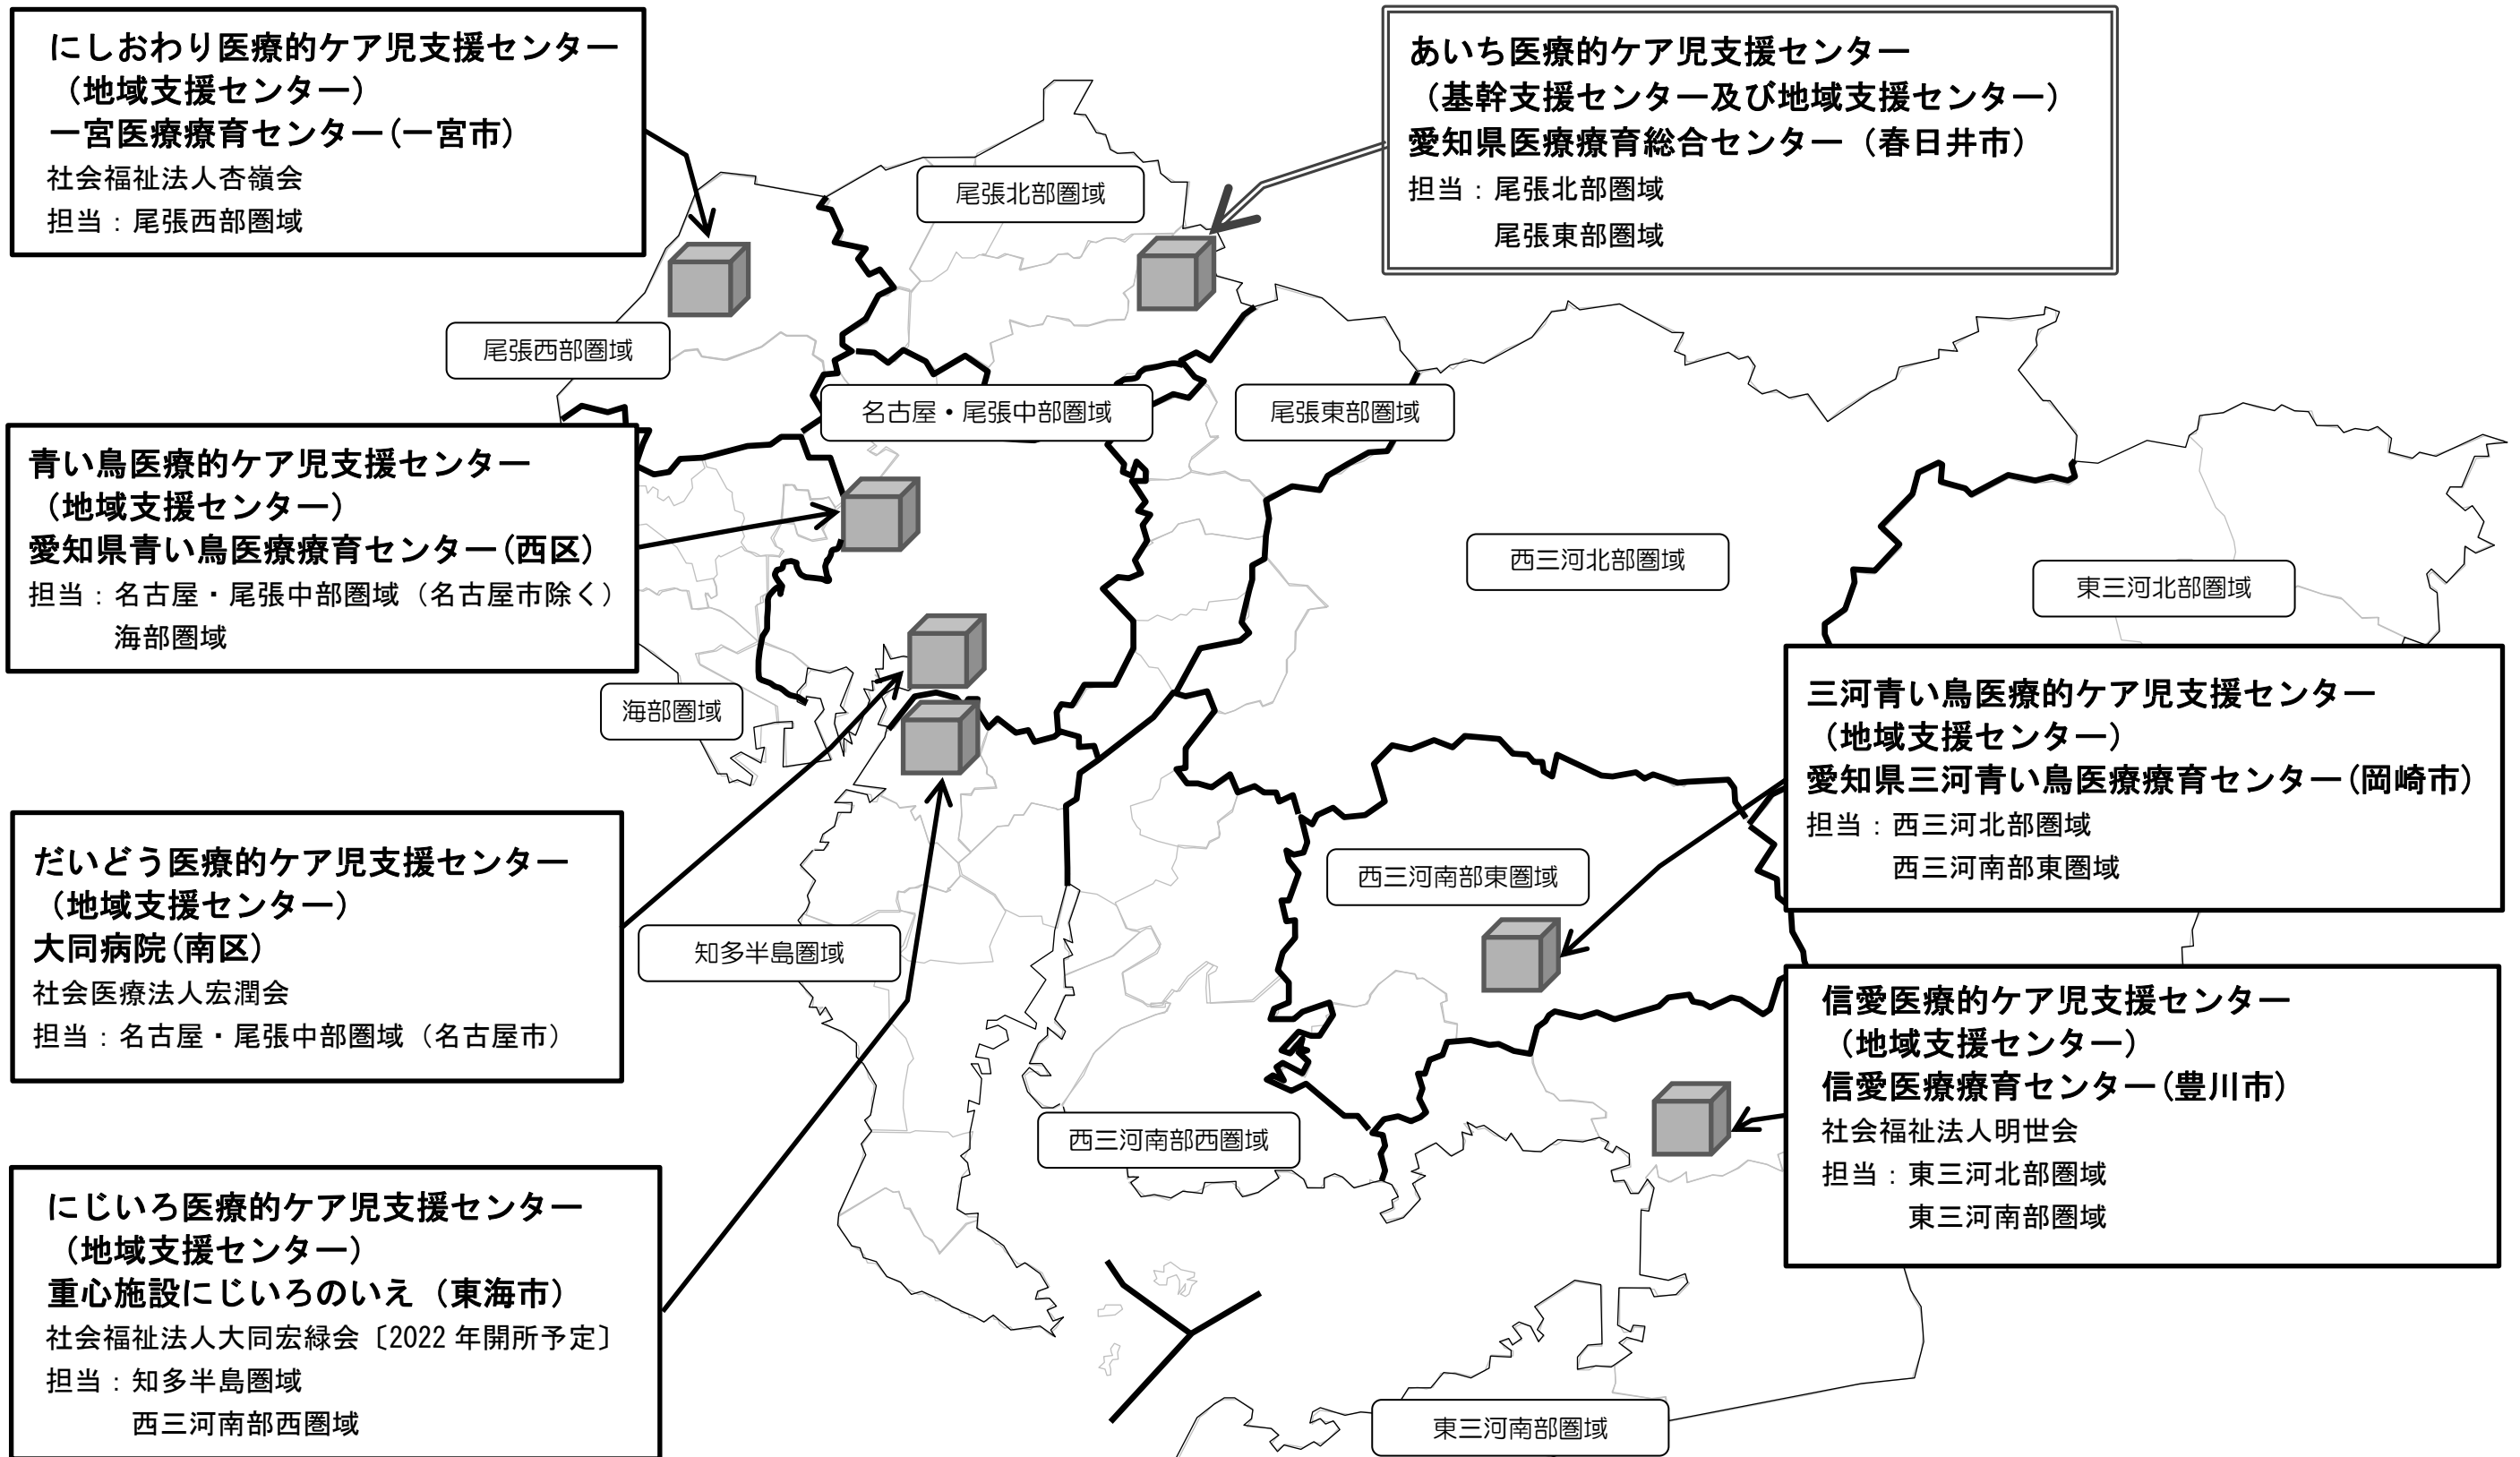 にしおわり医療的ケア児支援センター
（地域支援センター）
一宮医療療育センター(一宮市)
社会福祉法人杏嶺会
担当：尾張西部圏域
あいち医療的ケア児支援センター
（基幹支援センター及び地域支援センター）
愛知県医療療育総合センター（春日井市）
担当：尾張北部圏域
尾張東部圏域
尾張北部圏域
尾張西部圏域
名古屋・尾張中部圏域
尾張東部圏域
青い鳥医療的ケア児支援センター
（地域支援センター）
愛知県青い鳥医療療育センター(西区)
担当：名古屋・尾張中部圏域（名古屋市除く）
海部圏域
西三河北部圏域
東三河北部圏域
海部圏域
三河青い鳥医療的ケア児支援センター
（地域支援センター）
愛知県三河青い鳥医療療育センター(岡崎市)
担当：西三河北部圏域
西三河南部東圏域
だいどう医療的ケア児支援センター
（地域支援センター）
大同病院(南区)
社会医療法人宏潤会
担当：名古屋・尾張中部圏域（名古屋市）
西三河南部東圏域
知多半島圏域
信愛医療的ケア児支援センター
（地域支援センター）
信愛医療療育センター(豊川市)
社会福祉法人明世会
担当：東三河北部圏域
東三河南部圏域
西三河南部西圏域
にじいろ医療的ケア児支援センター
（地域支援センター）
重心施設にじいろのいえ（東海市）
社会福祉法人大同宏緑会〔2022 年開所予定〕
担当：知多半島圏域
西三河南部西圏域
東三河南部圏域